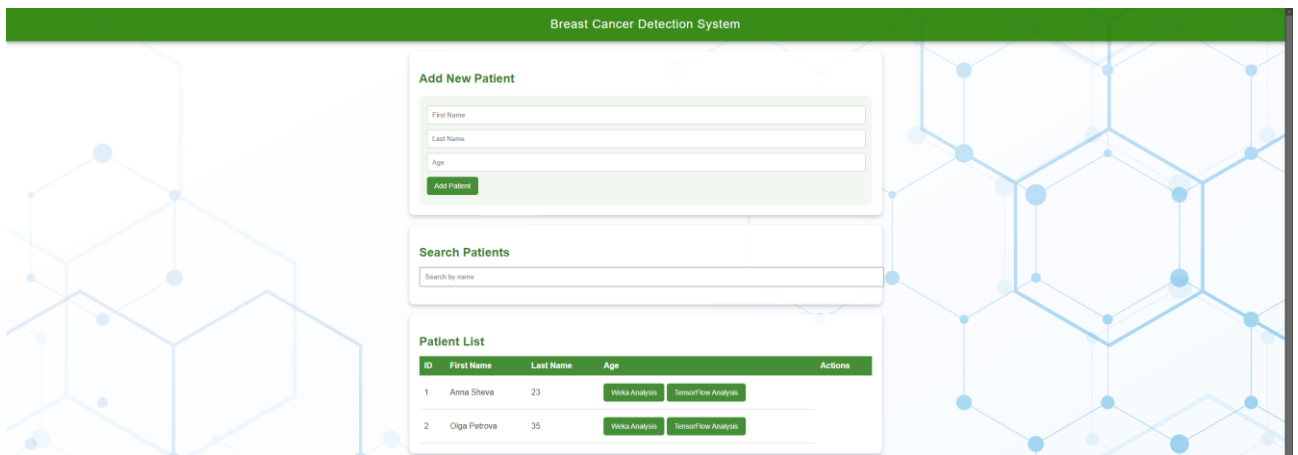 Breast Cancer Detection System
Add New Patient
First Name
Last Name
Age
Add Patient
Search Patients
Search by name
Patient List
ID First Name Last Name Age Actions
1 Anna Sheva 23 Weka Analysis TensorFlow Analysis
2 Olga Petrova 35 Weka Analysis TensorFlow Analysis